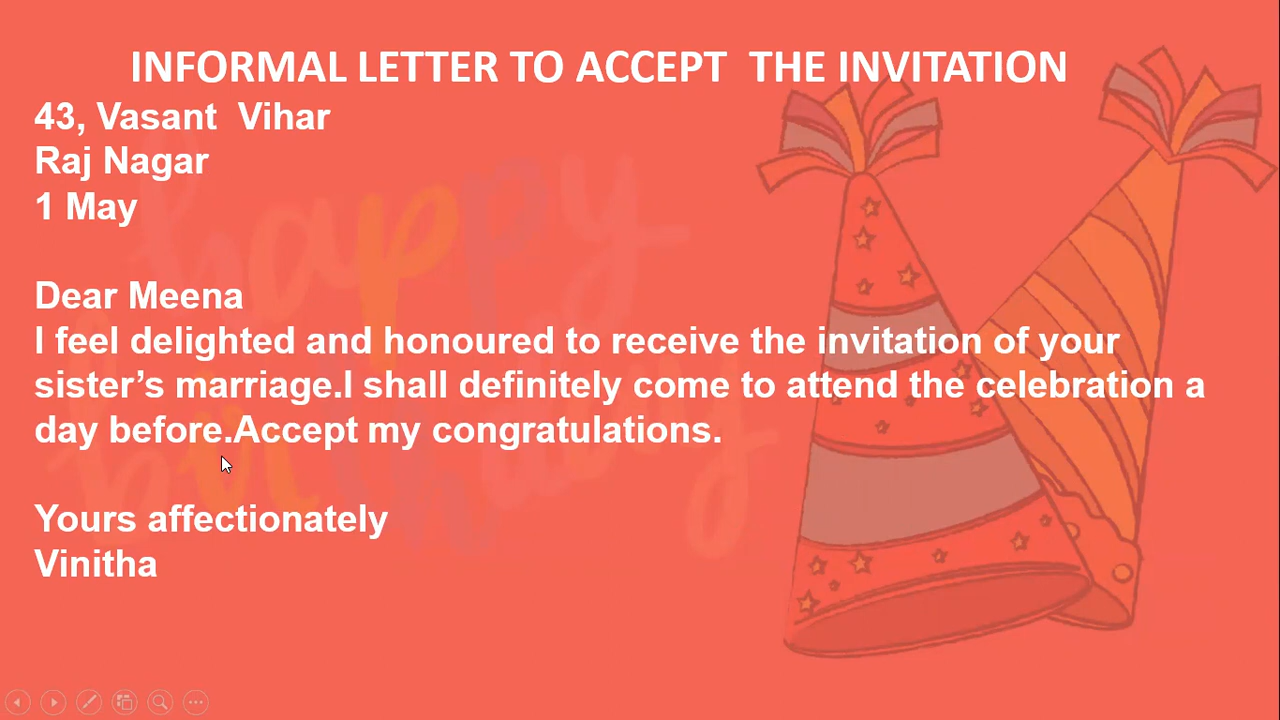 INFORMAL LETTER TO ACCEPT THE INVITATION
43, Vasant Vihar
Raj Nagar
1 May
Dear Meena
I feel delighted and honoured to receive the invitation of your
sister’s marriage.I shall definitely come to attend the celebration a
day before.Accept my congratulations.
Yours affectionately
Vinitha
happy
birthday